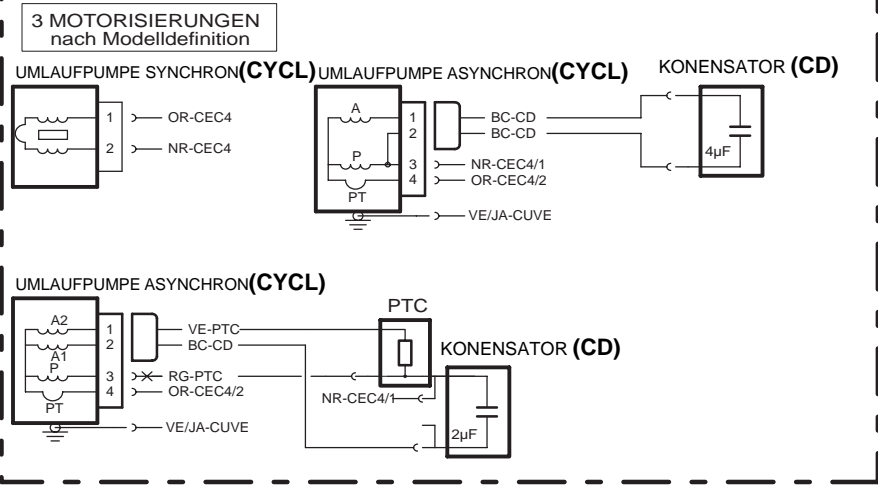 3 MOTORISIERUNGEN
nach Modelldefinition
UMLAUFPUMPE SYNCHRON(CYCL)
1
OR-CEC4
2
NR-CEC4
UMLAUFPUMPE ASYNCHRON(CYCL)
KONENSATOR (CD)
A
1
BC-CD
2
BC-CD
P
3
NR-CEC4/1
4
OR-CEC4/2
PT
VE/JA-CUVE
4µF
UMLAUFPUMPE ASYNCHRON(CYCL)
PTC
KONENSATOR (CD)
A2
1
VE-PTC
2
BC-CD
A1
P
3
RG-PTC
4
OR-CEC4/2
PT
VE/JA-CUVE
NR-CEC4/1
2µF